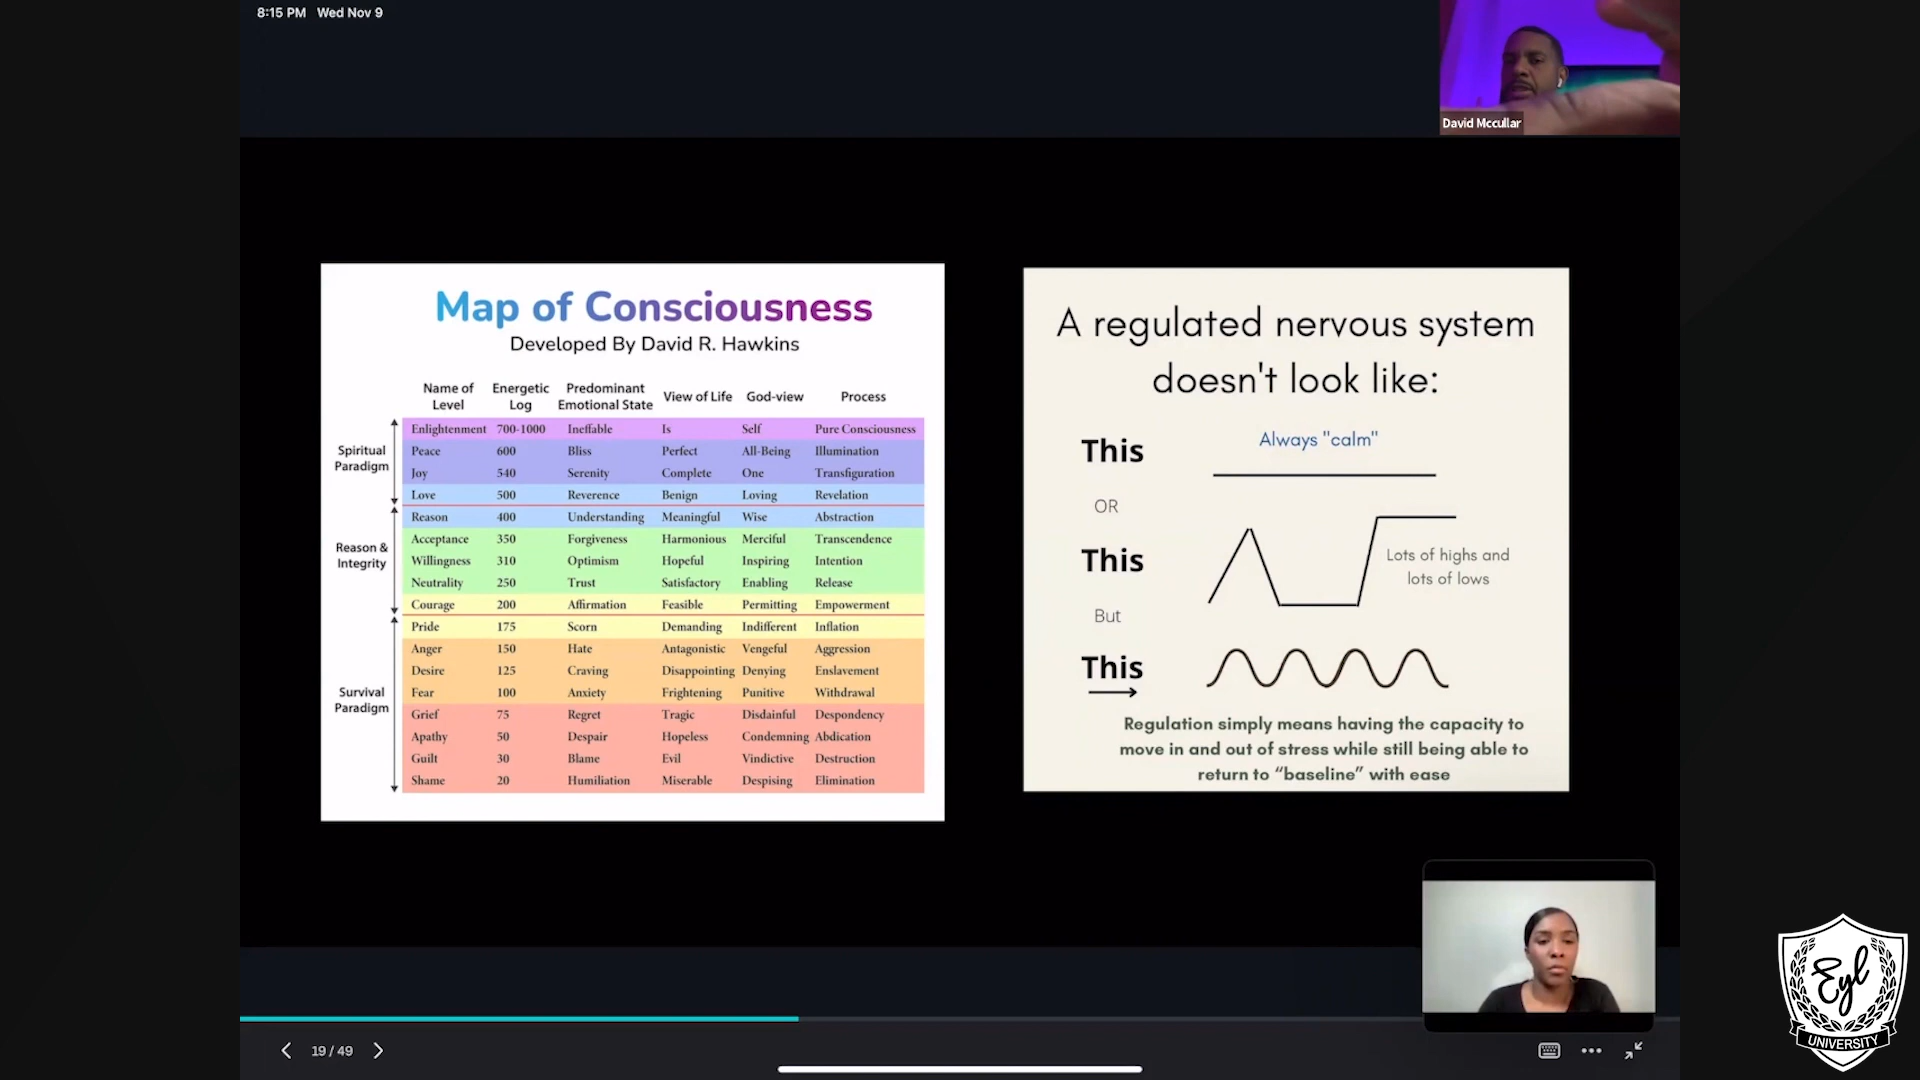 8:15 PM Wed Nov 9
David Mccullar
Map of Consciousness
Developed By David R. Hawkins
Name of Level Energetic Log Predominant Emotional State View of Life God-view Process
Spiritual Paradigm
Enlightenment 700-1000 Ineffable Is Self Pure Consciousness
Peace 600 Bliss Perfect All-Being Illumination
Joy 540 Serenity Complete One Transfiguration
Love 500 Reverence Benign Loving Revelation
Reason & Integrity
Reason 400 Understanding Meaningful Wise Abstraction
Acceptance 350 Forgiveness Harmonious Merciful Transcendence
Willingness 310 Optimism Hopeful Inspiring Intention
Neutrality 250 Trust Satisfactory Enabling Release
Courage 200 Affirmation Feasible Permitting Empowerment
Survival Paradigm
Pride 175 Scorn Demanding Indifferent Inflation
Anger 150 Hate Antagonistic Vengeful Aggression
Desire 125 Craving Disappointing Denying Enslavement
Fear 100 Anxiety Frightening Punitive Withdrawal
Grief 75 Regret Tragic Disdainful Despondency
Apathy 50 Despair Hopeless Condemning Abdication
Guilt 30 Blame Evil Vindictive Destruction
Shame 20 Humiliation Miserable Despising Elimination
A regulated nervous system
doesn't look like:
This
Always "calm"
OR
This
Lots of highs and
lots of lows
But
This
Regulation simply means having the capacity to
move in and out of stress while still being able to
return to “baseline” with ease
19 / 49
Eyl
UNIVERSITY